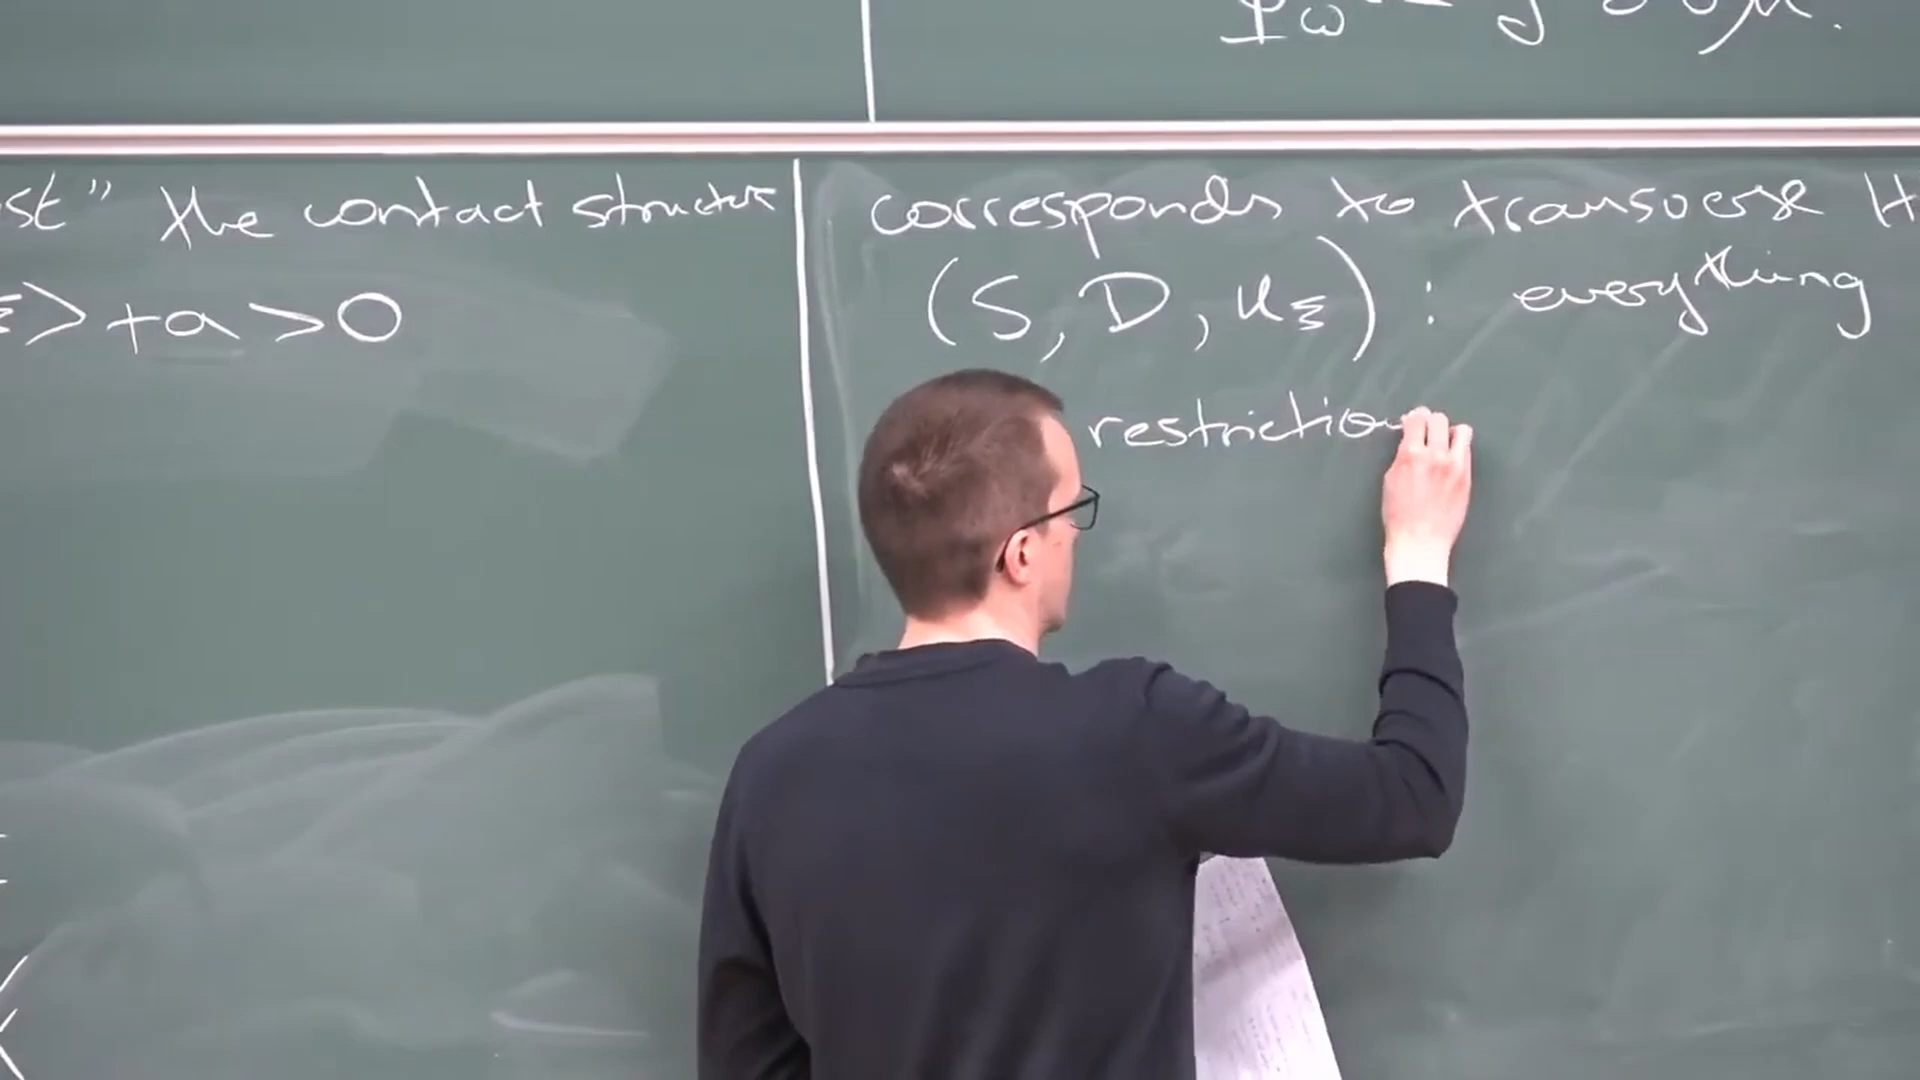 st" the contact structure
>+a>0
corresponds to transverse
(S, D, u_ξ) : everything
restriction